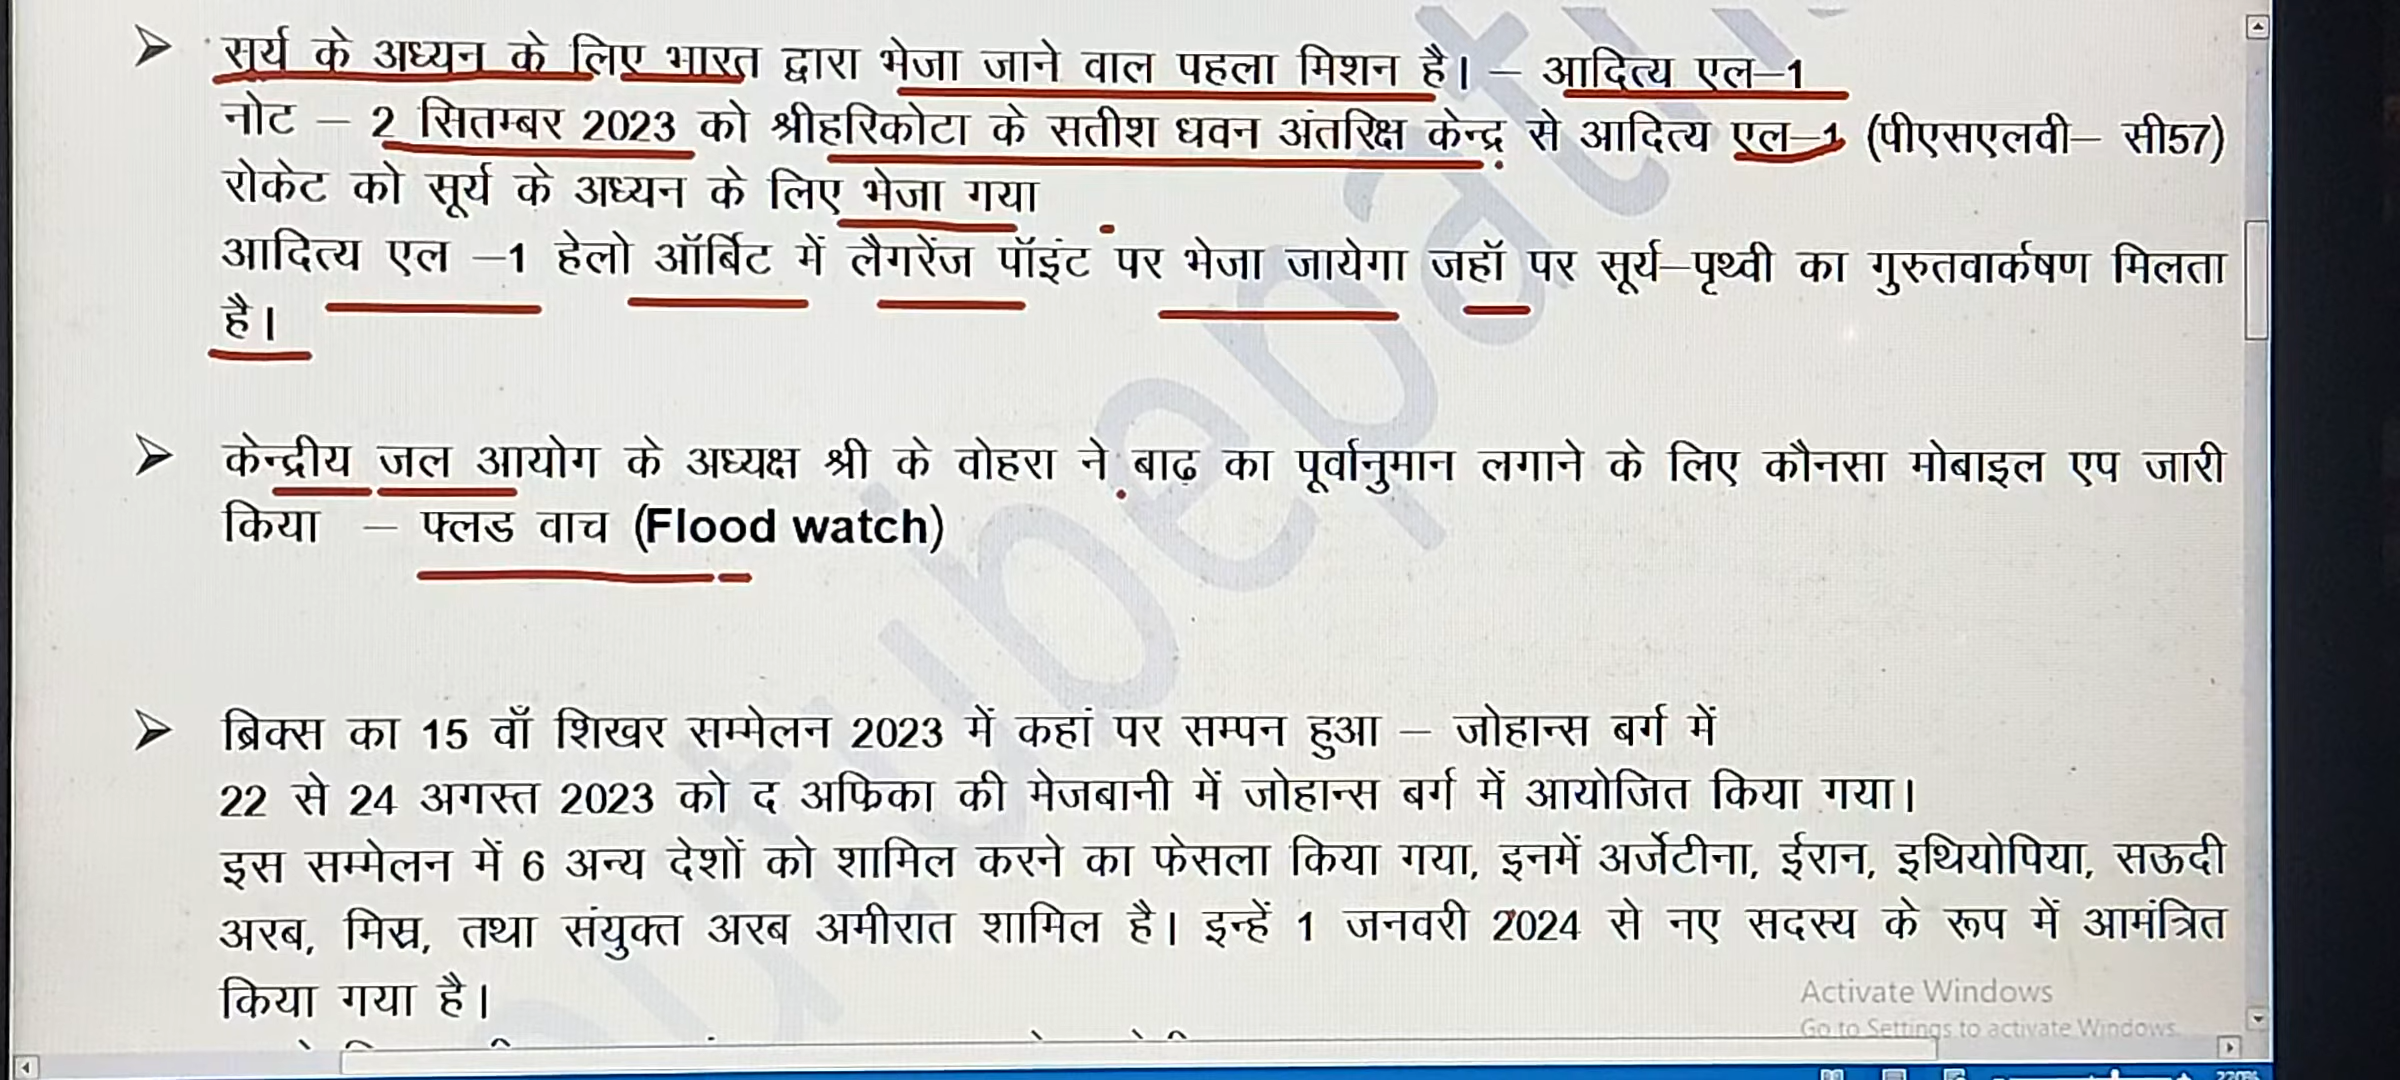 सूर्य के अध्यन के लिए भारत द्वारा भेजा जाने वाल पहला मिशन है। – आदित्य एल–1
नोट – 2 सितम्बर 2023 को श्रीहरिकोटा के सतीश धवन अंतरिक्ष केन्द्र से आदित्य एल–1 (पीएसएलवी– सी57)
रोकेट को सूर्य के अध्यन के लिए भेजा गया
आदित्य एल –1 हेलो ऑर्बिट में लैगरेंज पॉइंट पर भेजा जायेगा जहॉ पर सूर्य–पृथ्वी का गुरुतवार्कषण मिलता
है।
केन्द्रीय जल आयोग के अध्यक्ष श्री के वोहरा ने बाढ़ का पूर्वानुमान लगाने के लिए कौनसा मोबाइल एप जारी
किया – फ्लड वाच (Flood watch)
ब्रिक्स का 15 वॉं शिखर सम्मेलन 2023 में कहां पर सम्पन हुआ – जोहान्स बर्ग में
22 से 24 अगस्त 2023 को द अफ्रिका की मेजबानी में जोहान्स बर्ग में आयोजित किया गया।
इस सम्मेलन में 6 अन्य देशों को शामिल करने का फेसला किया गया, इनमें अर्जेटीना, ईरान, इथियोपिया, सऊदी
अरब, मिस्र, तथा संयुक्त अरब अमीरात शामिल है। इन्हें 1 जनवरी 2024 से नए सदस्य के रूप में आमंत्रित
किया गया है।
Activate Windows
Go to Settings to activate Windows.
220%